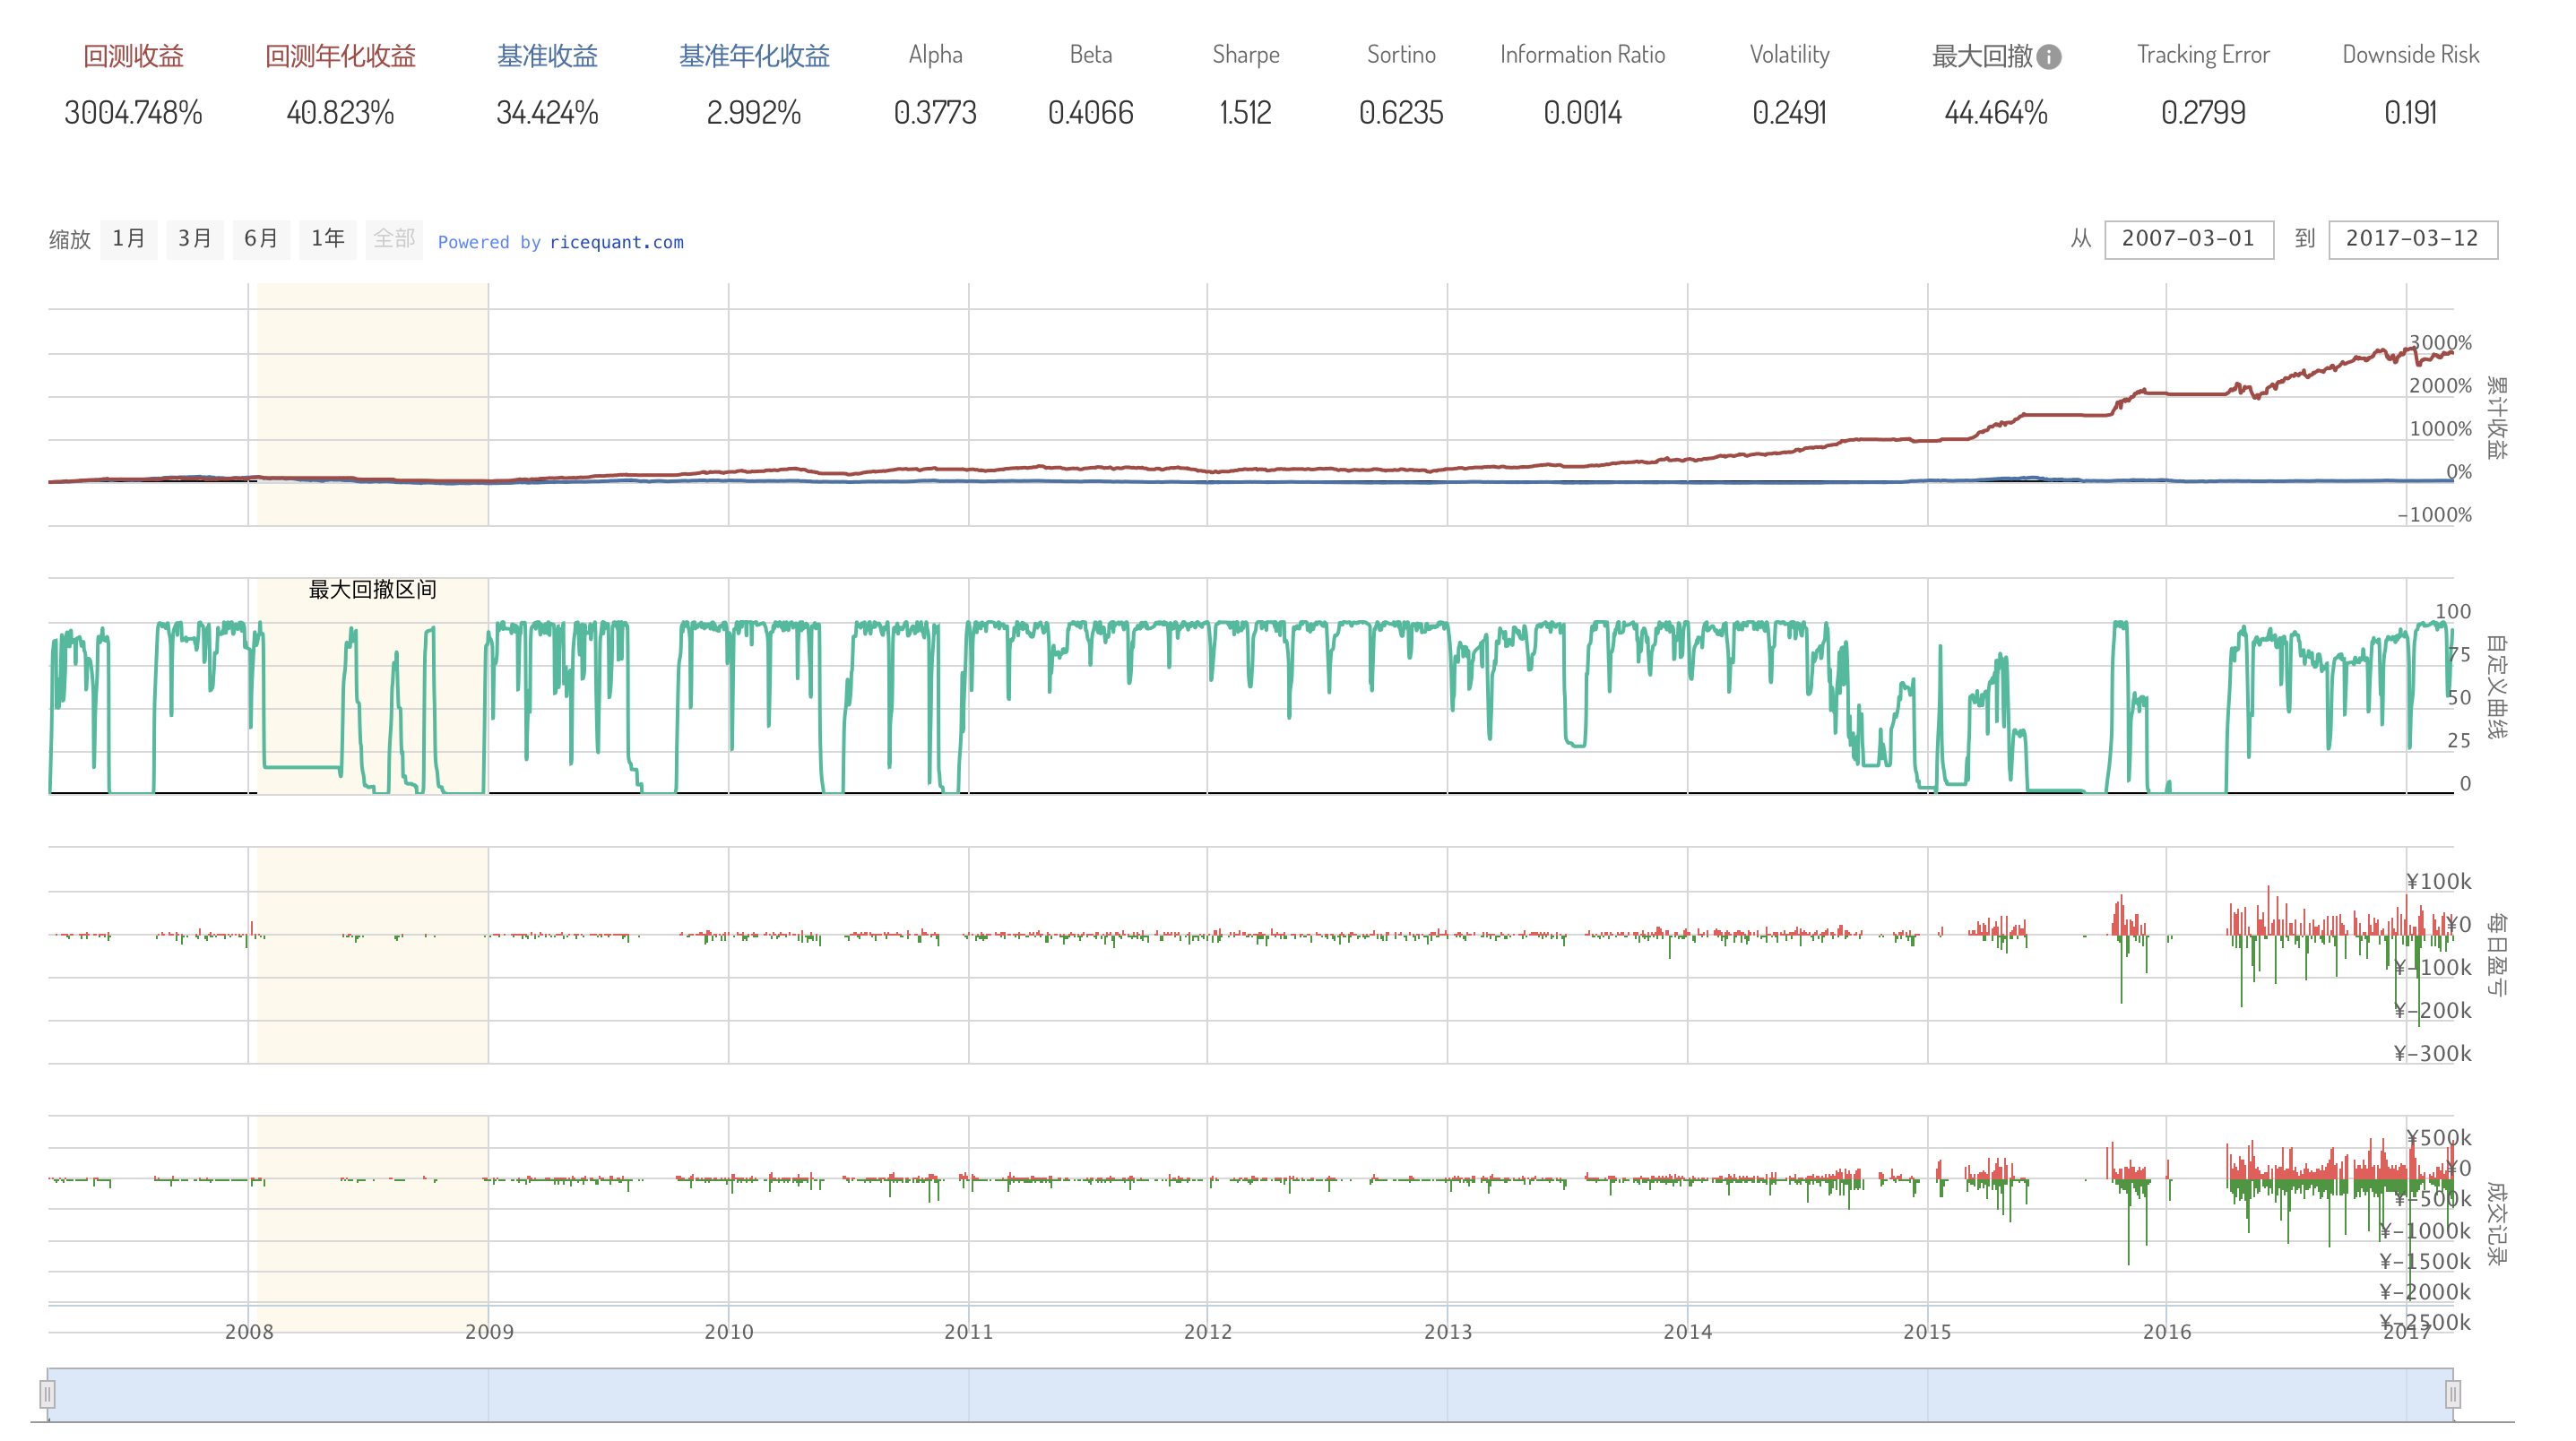 回测收益 回测年化收益 基准收益 基准年化收益 Alpha Beta Sharpe Sortino Information Ratio Volatility 最大回撤 Tracking Error Downside Risk
3004.748% 40.823% 34.424% 2.992% 0.3773 0.4066 1.512 0.6235 0.0014 0.2491 44.464% 0.2799 0.191
缩放 1月 3月 6月 1年 全部 Powered by ricequant.com 从 2007-03-01 到 2017-03-12
3000%
2000%
1000%
0%
-1000%
累计收益
最大回撤区间
100
75
50
25
0
自定义曲线
¥100k
¥0
¥-100k
¥-200k
¥-300k
每日盈亏
¥500k
¥0
¥-500k
¥-1000k
¥-1500k
¥-2000k
¥-2500k
成交记录
2008 2009 2010 2011 2012 2013 2014 2015 2016 2017